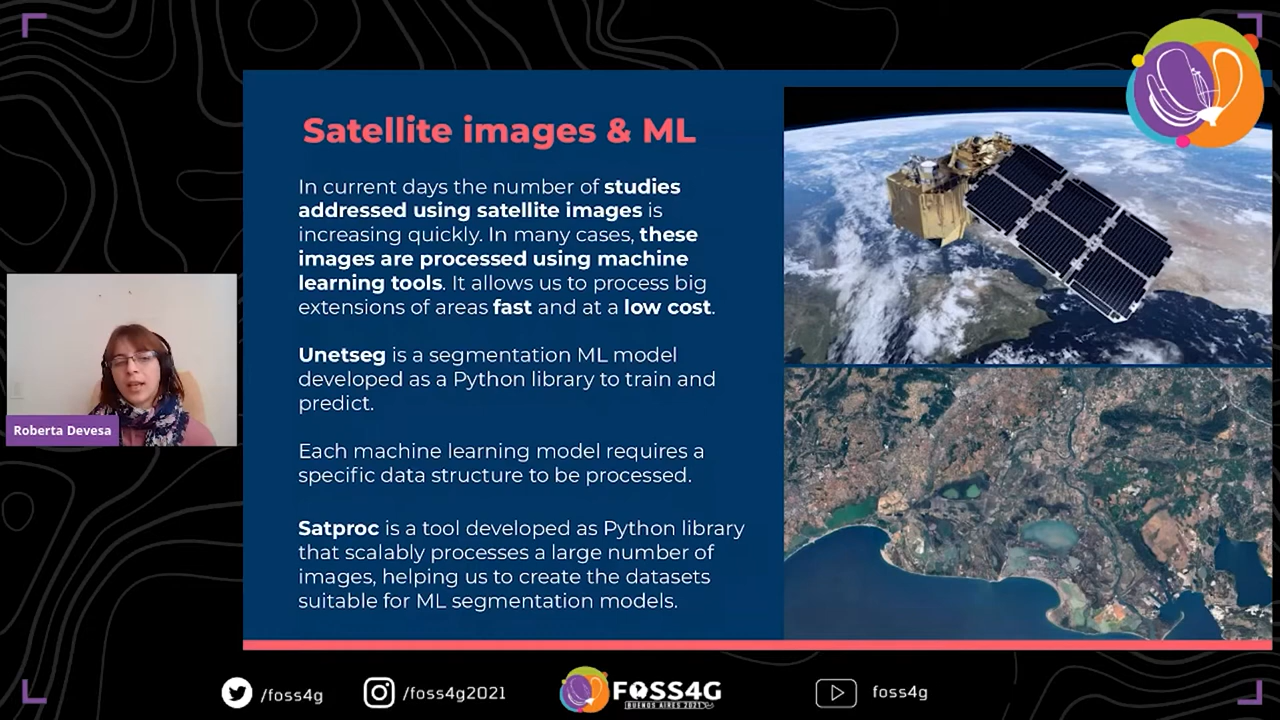 Satellite images & ML
In current days the number of studies
addressed using satellite images is
increasing quickly. In many cases, these
images are processed using machine
learning tools. It allows us to process big
extensions of areas fast and at a low cost.
Unetseg is a segmentation ML model
developed as a Python library to train and
predict.
Each machine learning model requires a
specific data structure to be processed.
Satproc is a tool developed as Python library
that scalably processes a large number of
images, helping us to create the datasets
suitable for ML segmentation models.
Roberta Devesa
/foss4g
/foss4g2021
FOSS4G
BUENOS AIRES 2021
foss4g